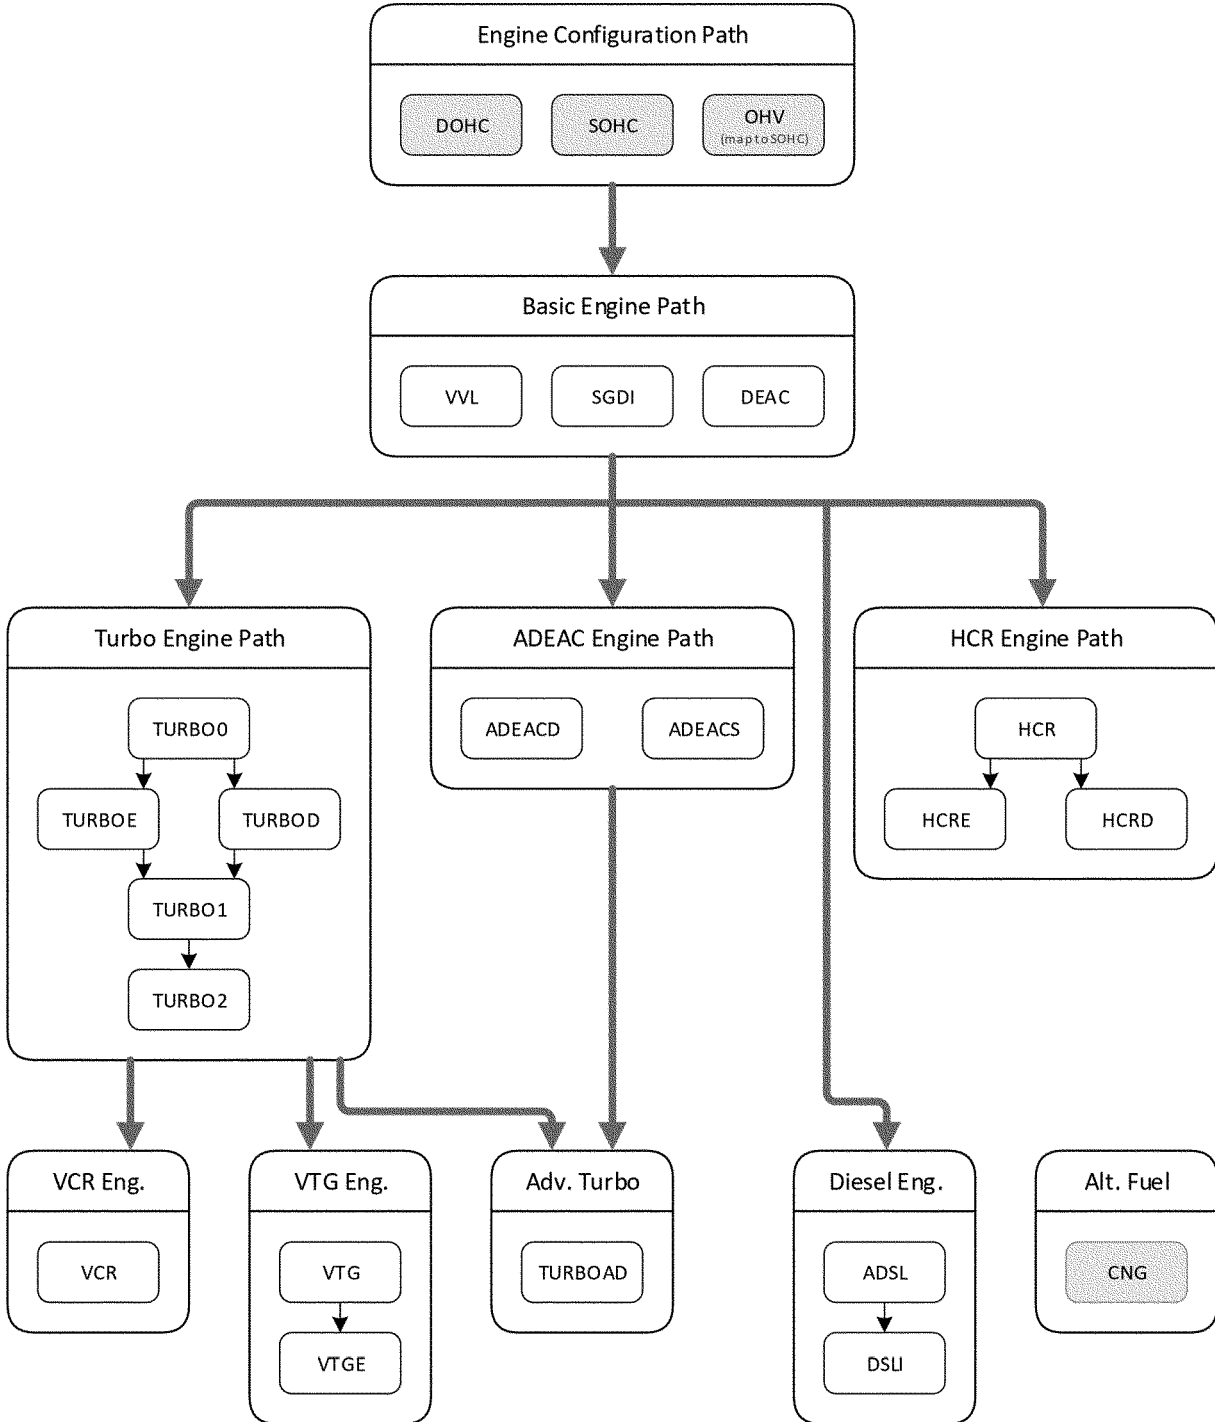 Engine Configuration Path
DOHC
SOHC
OHV
(map to SOHC)
Basic Engine Path
VVL
SGDI
DEAC
Turbo Engine Path
TURBO0
TURBOE
TURBOD
TURBO1
TURBO2
ADEAC Engine Path
ADEACD
ADEACS
HCR Engine Path
HCR
HCRE
HCRD
VCR Eng.
VCR
VTG Eng.
VTG
VTGE
Adv. Turbo
TURBOAD
Diesel Eng.
ADSL
DSLI
Alt. Fuel
CNG